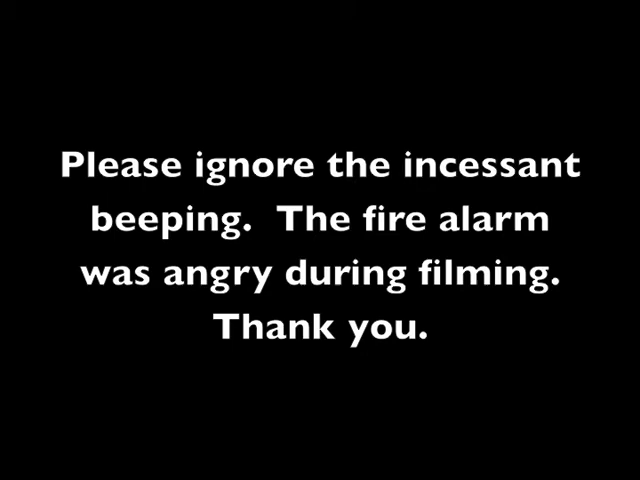 Please ignore the incessant
beeping.  The fire alarm
was angry during filming.
Thank you.